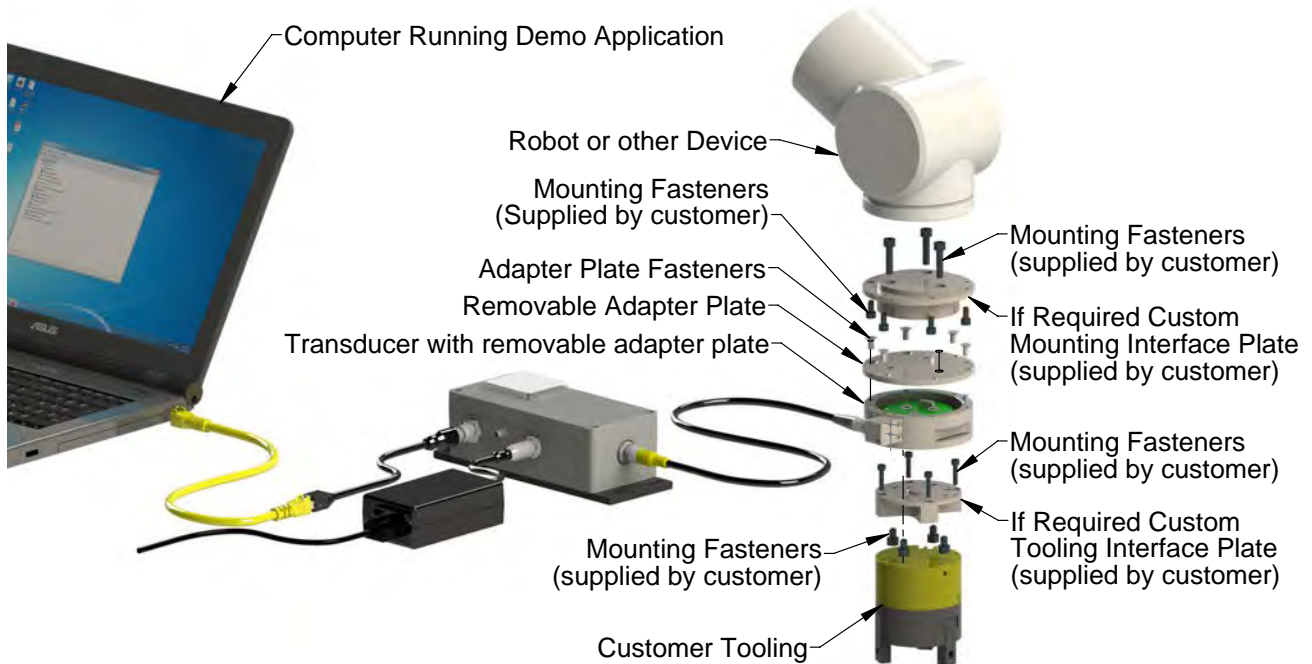 Computer Running Demo Application
Robot or other Device
Mounting Fasteners
(Supplied by customer)
Adapter Plate Fasteners
Removable Adapter Plate
Transducer with removable adapter plate
Mounting Fasteners
(supplied by customer)
If Required Custom
Mounting Interface Plate
(supplied by customer)
Mounting Fasteners
(supplied by customer)
If Required Custom
Tooling Interface Plate
(supplied by customer)
Mounting Fasteners
(supplied by customer)
Customer Tooling
ASUS